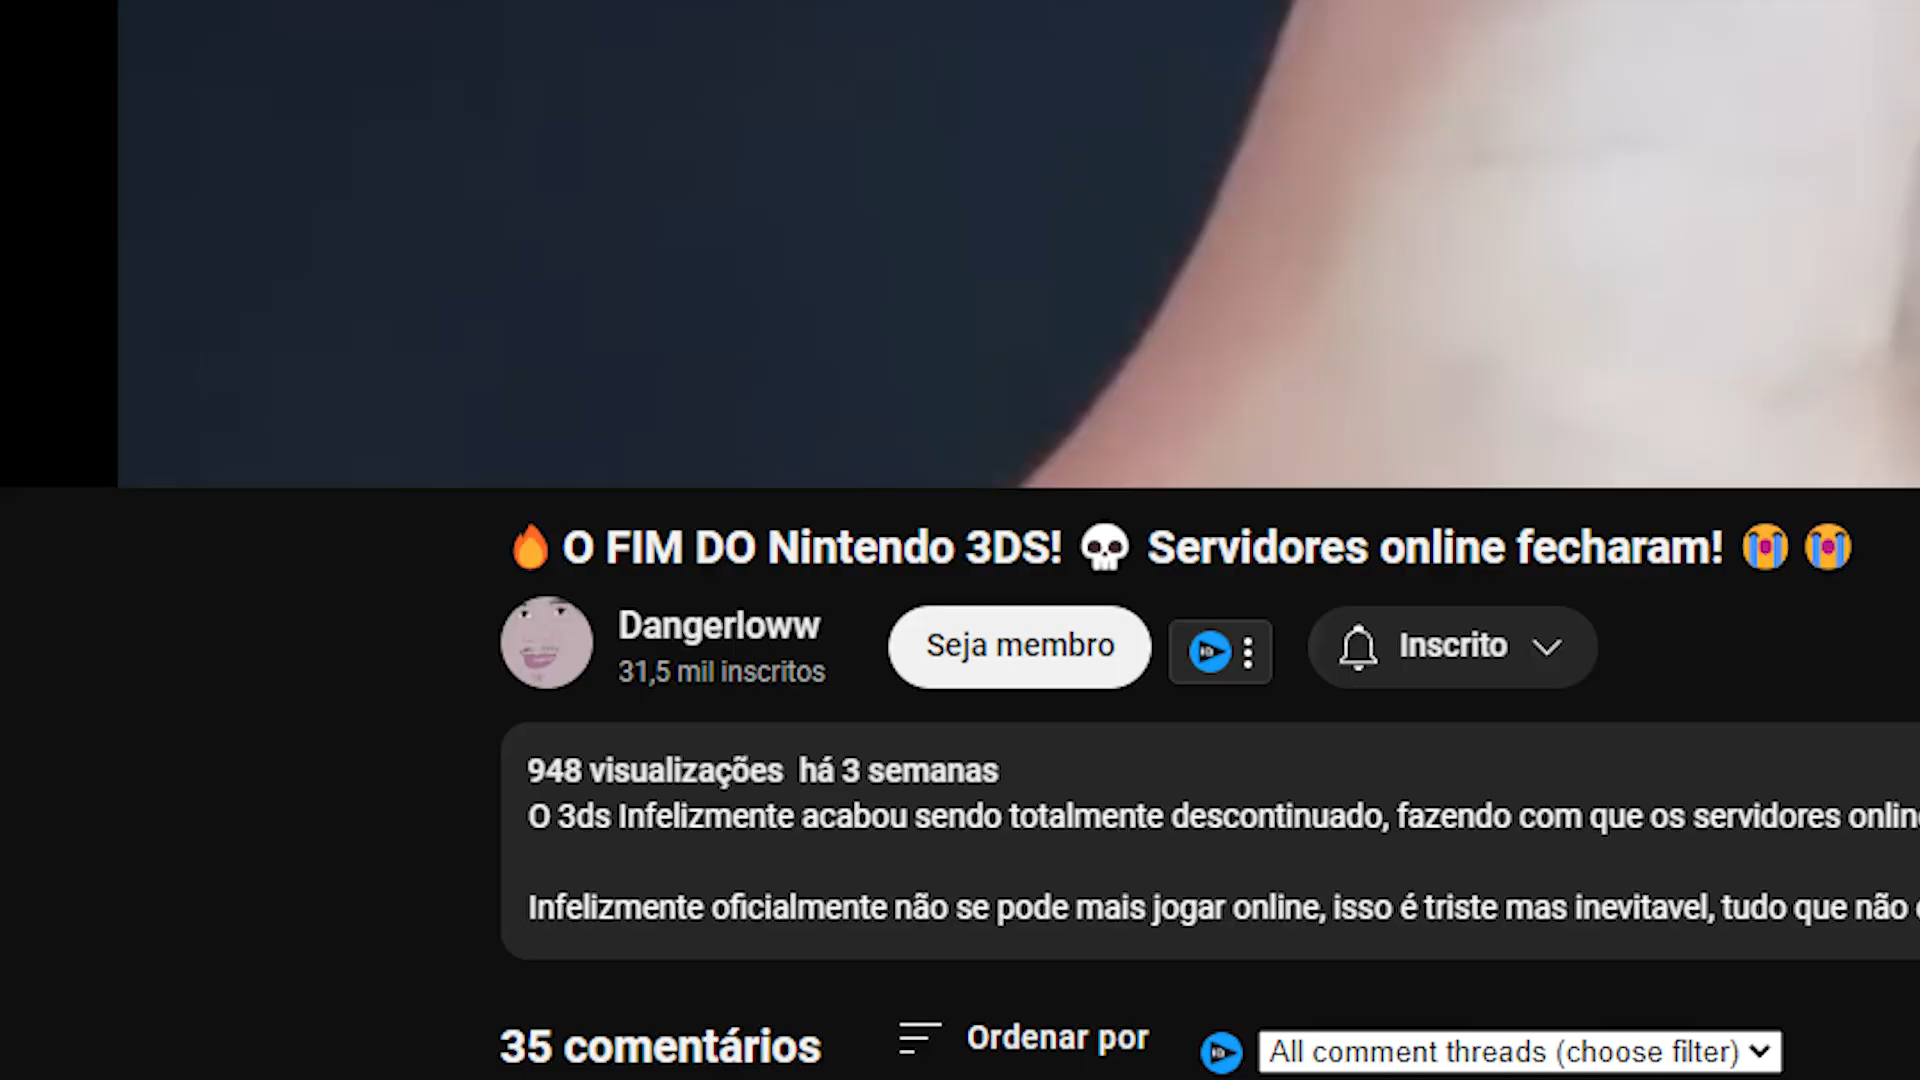 🔥 O FIM DO Nintendo 3DS! 💀 Servidores online fecharam! 😭 😭
Dangerloww
31,5 mil inscritos
Seja membro
Inscrito
948 visualizações há 3 semanas
O 3ds Infelizmente acabou sendo totalmente descontinuado, fazendo com que os servidores onlin
Infelizmente oficialmente não se pode mais jogar online, isso é triste mas inevitavel, tudo que não
35 comentários
Ordenar por
All comment threads (choose filter)